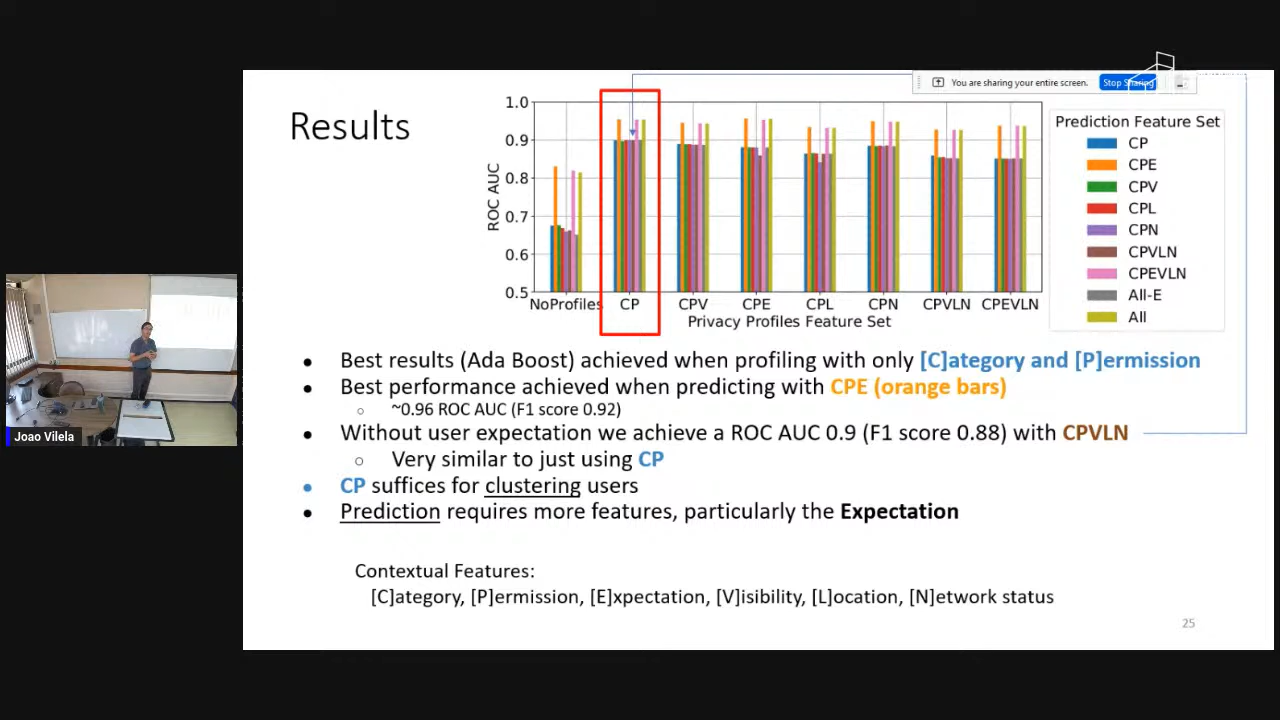 You are sharing your entire screen.
Stop Sharing
Results
1.0
0.9
0.8
0.7
0.6
0.5
ROC AUC
NoProfiles
CP
CPV
CPE
CPL
CPN
CPVLN
CPEVLN
Privacy Profiles Feature Set
Prediction Feature Set
CP
CPE
CPV
CPL
CPN
CPVLN
CPEVLN
All-E
All
• Best results (Ada Boost) achieved when profiling with only [C]ategory and [P]ermission
• Best performance achieved when predicting with CPE (orange bars)
○ ~0.96 ROC AUC (F1 score 0.92)
• Without user expectation we achieve a ROC AUC 0.9 (F1 score 0.88) with CPVLN
○ Very similar to just using CP
• CP suffices for clustering users
• Prediction requires more features, particularly the Expectation
Contextual Features:
[C]ategory, [P]ermission, [E]xpectation, [V]isibility, [L]ocation, [N]etwork status
25
Joao Vilela